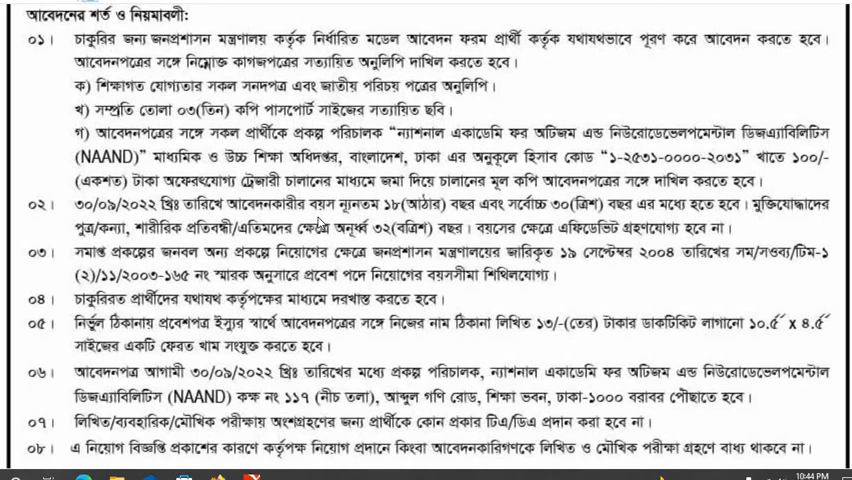 আবেদনের শর্ত ও নিয়মাবলী:
০১। চাকুরির জন্য জনপ্রশাসন মন্ত্রণালয় কর্তৃক নির্ধারিত মডেল আবেদন ফরম প্রার্থী কর্তৃক যথাযথভাবে পূরণ করে আবেদন করতে হবে।
আবেদনপত্রের সঙ্গে নিম্নোক্ত কাগজপত্রের সত্যায়িত অনুলিপি দাখিল করতে হবে।
ক) শিক্ষাগত যোগ্যতার সকল সনদপত্র এবং জাতীয় পরিচয় পত্রের অনুলিপি।
খ) সম্প্রতি তোলা ০৩(তিন) কপি পাসপোর্ট সাইজের সত্যায়িত ছবি।
গ) আবেদনপত্রের সঙ্গে সকল প্রার্থীকে প্রকল্প পরিচালক “ন্যাশনাল একাডেমি ফর অটিজম এন্ড নিউরোডেভেলপমেন্টাল ডিজএ্যাবিলিটিস
(NAAND)” মাধ্যমিক ও উচ্চ শিক্ষা অধিদপ্তর, বাংলাদেশ, ঢাকা এর অনুকূলে হিসাব কোড “১-২৫৩১-০০০০-২০৩১” খাতে ১০০/-
(একশত) টাকা অফেরৎযোগ্য ট্রেজারী চালানের মাধ্যমে জমা দিয়ে চালানের মূল কপি আবেদনপত্রের সঙ্গে দাখিল করতে হবে।
০২। ৩০/০৯/২০২২ খ্রিঃ তারিখে আবেদনকারীর বয়স ন্যূনতম ১৮(আঠার) বছর এবং সর্বোচ্চ ৩০(ত্রিশ) বছর এর মধ্যে হতে হবে। মুক্তিযোদ্ধাদের
পুত্র/কন্যা, শারীরিক প্রতিবন্ধী/এতিমদের ক্ষেত্রে অনূর্ধ্ব ৩২(বত্রিশ) বছর। বয়সের ক্ষেত্রে এফিডেভিট গ্রহণযোগ্য হবে না।
০৩। সমাপ্ত প্রকল্পের জনবল অন্য প্রকল্পে নিয়োগের ক্ষেত্রে জনপ্রশাসন মন্ত্রণালয়ের জারিকৃত ১৯ সেপ্টেম্বর ২০০৪ তারিখের সম/সওব্য/টিম-১
(২)/১১/২০০৩-১৬৫ নং স্মারক অনুসারে প্রবেশ পদে নিয়োগের বয়সসীমা শিথিলযোগ্য।
০৪। চাকুরিরত প্রার্থীদের যথাযথ কর্তৃপক্ষের মাধ্যমে দরখাস্ত করতে হবে।
০৫। নির্ভুল ঠিকানায় প্রবেশপত্র ইস্যুর স্বার্থে আবেদনপত্রের সঙ্গে নিজের নাম ঠিকানা লিখিত ১৩/-(তের) টাকার ডাকটিকিট লাগানো ১০.৫˝ x ৪.৫˝
সাইজের একটি ফেরত খাম সংযুক্ত করতে হবে।
০৬। আবেদনপত্র আগামী ৩০/০৯/২০২২ খ্রিঃ তারিখের মধ্যে প্রকল্প পরিচালক, ন্যাশনাল একাডেমি ফর অটিজম এন্ড নিউরোডেভেলপমেন্টাল
ডিজএ্যাবিলিটিস (NAAND) কক্ষ নং ১১৭ (নীচ তলা), আব্দুল গণি রোড, শিক্ষা ভবন, ঢাকা-১০০০ বরাবর পৌছাতে হবে।
০৭। লিখিত/ব্যবহারিক/মৌখিক পরীক্ষায় অংশগ্রহণের জন্য প্রার্থীকে কোন প্রকার টিএ/ডিএ প্রদান করা হবে না।
০৮। এ নিয়োগ বিজ্ঞপ্তি প্রকাশের কারণে কর্তৃপক্ষ নিয়োগ প্রদানে কিংবা আবেদনকারিগণকে লিখিত ও মৌখিক পরীক্ষা গ্রহণে বাধ্য থাকবে না।
10:44 PM